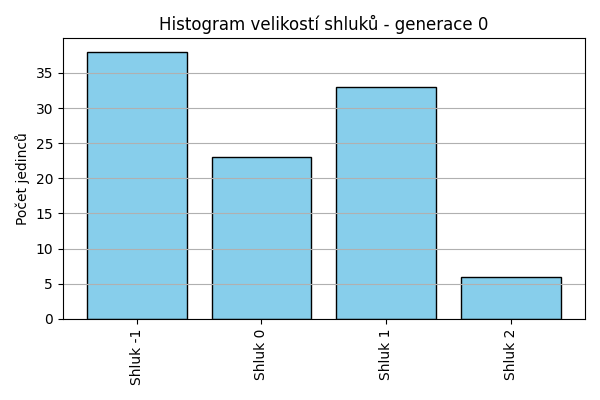 Histogram velikostí shluků - generace 0
Počet jedinců
35
30
25
20
15
10
5
0
Shluk -1
Shluk 0
Shluk 1
Shluk 2